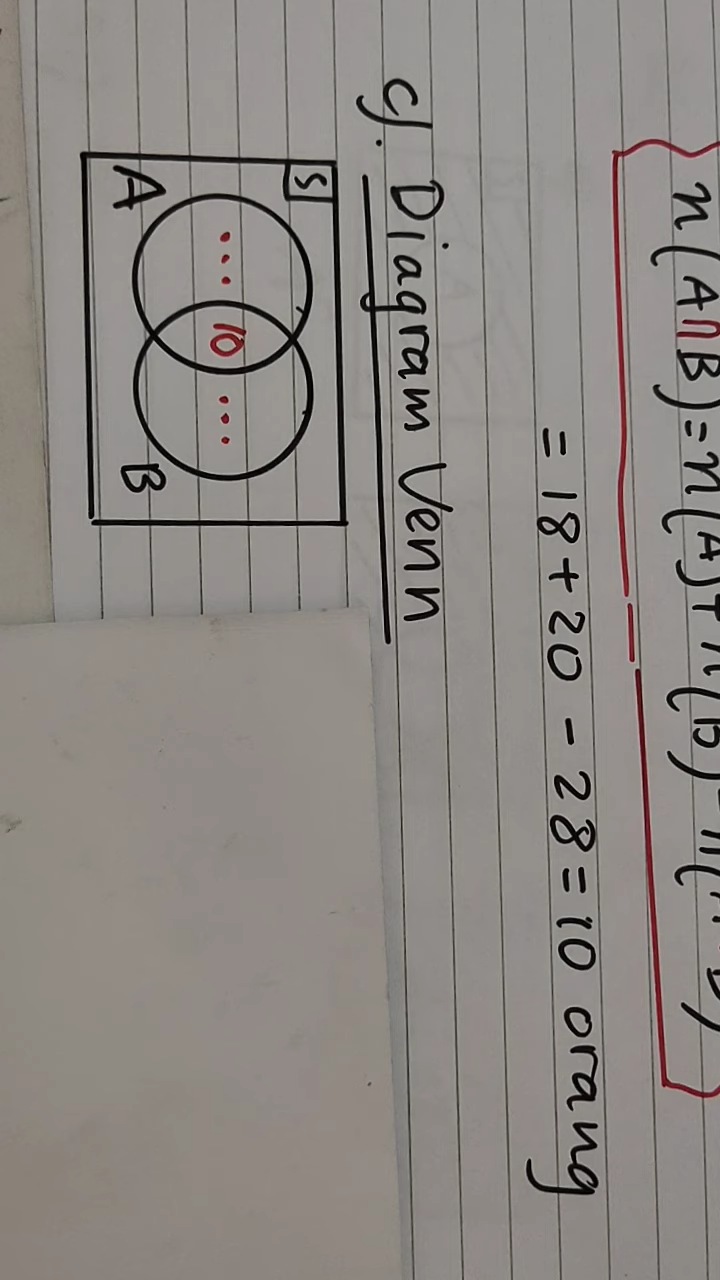 n(A∩B)=n(A)+n(B)-n(A∪B)
= 18 + 20 - 28 = 10 orang
c). Diagram Venn
S
A ... 10 ... B